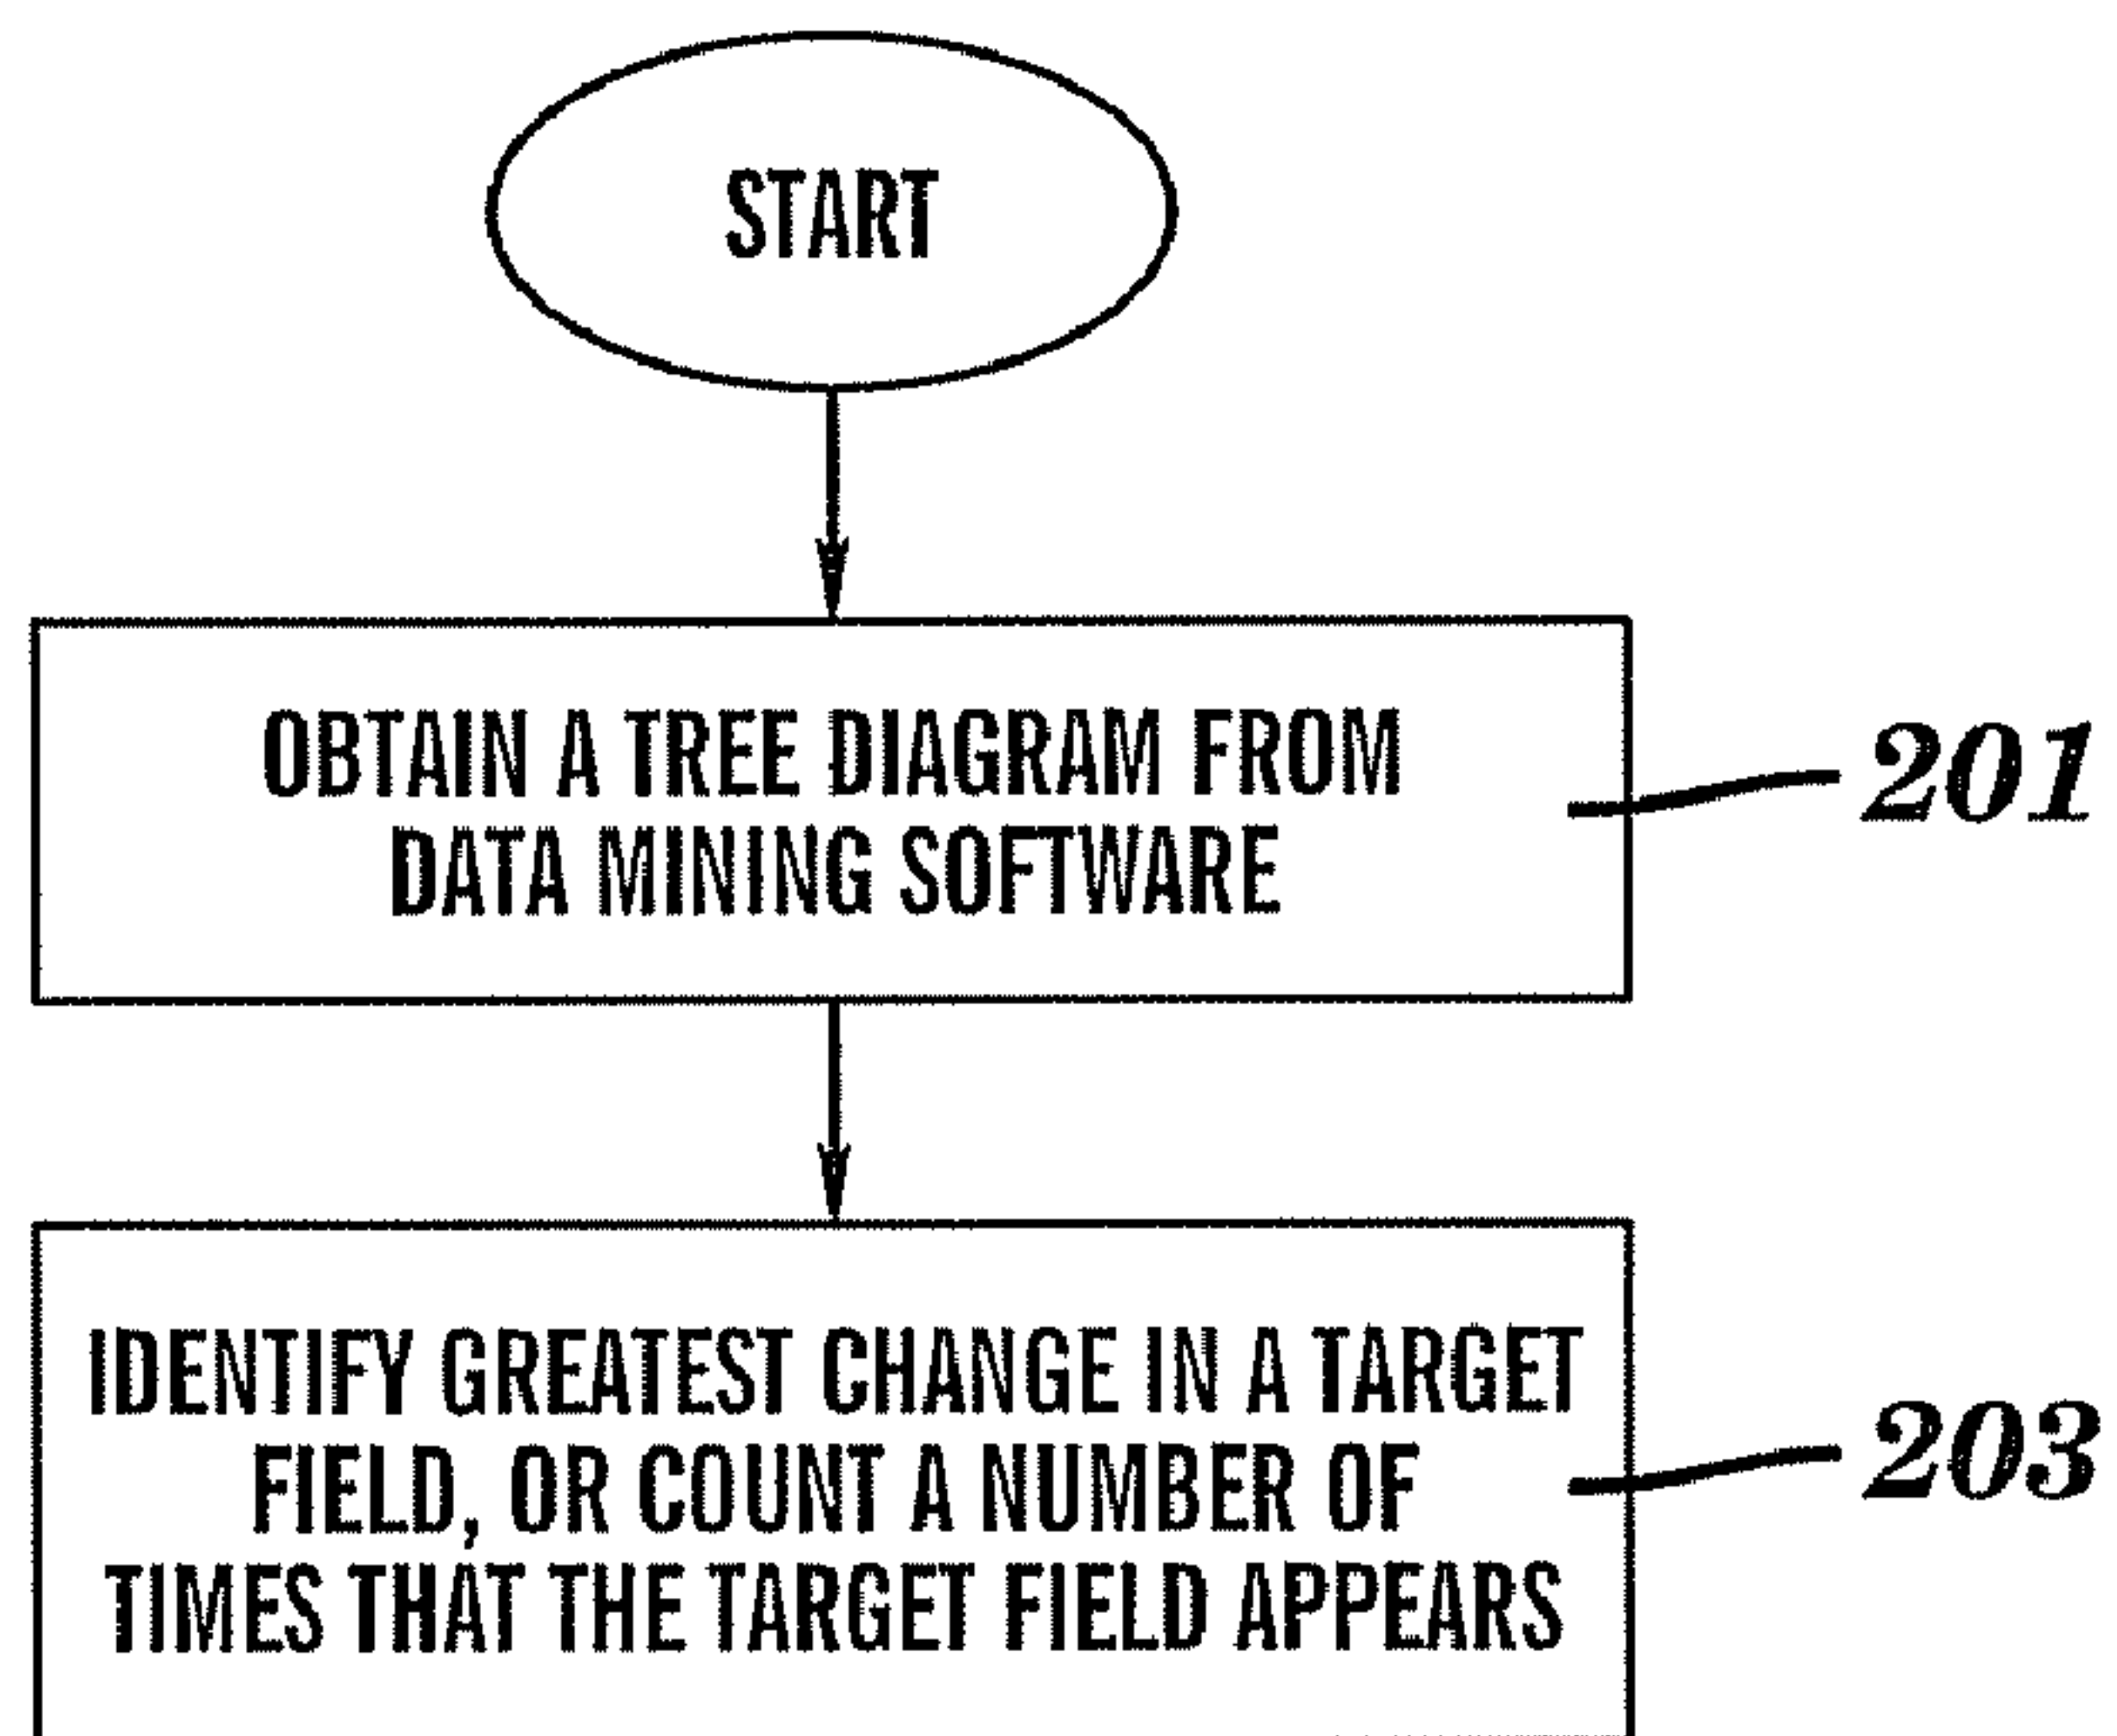 START
OBTAIN A TREE DIAGRAM FROM
DATA MINING SOFTWARE
201
IDENTIFY GREATEST CHANGE IN A TARGET
FIELD, OR COUNT A NUMBER OF
TIMES THAT THE TARGET FIELD APPEARS
203